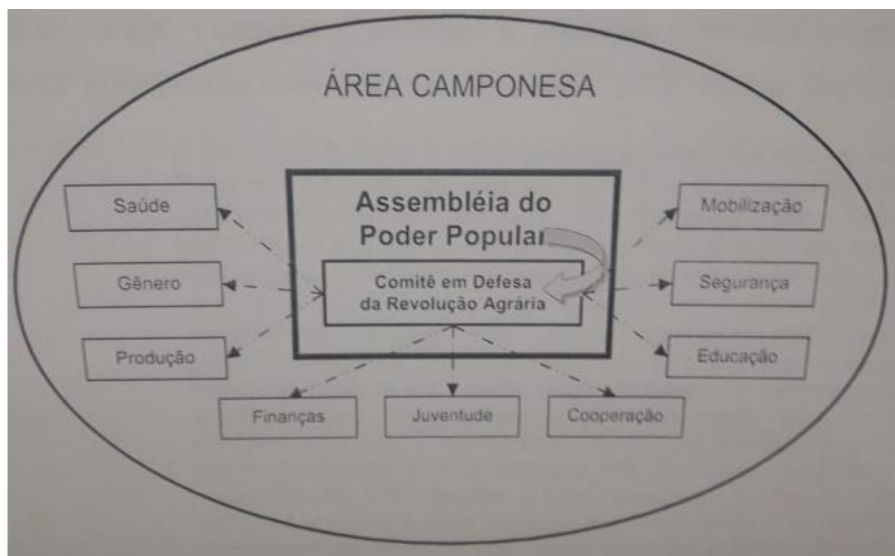 ÁREA CAMPONESA
Assembléia do
Poder Popular
Comitê em Defesa
da Revolução Agrária
Saúde
Gênero
Produção
Finanças
Juventude
Cooperação
Mobilização
Segurança
Educação